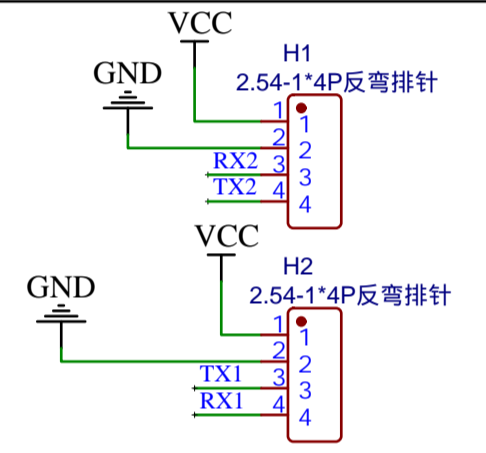 VCC
H1
GND
2.54-1*4P反弯排针
1 1
2 2
RX2 3 3
TX2 4 4
VCC
H2
GND
2.54-1*4P反弯排针
1 1
2 2
TX1 3 3
RX1 4 4